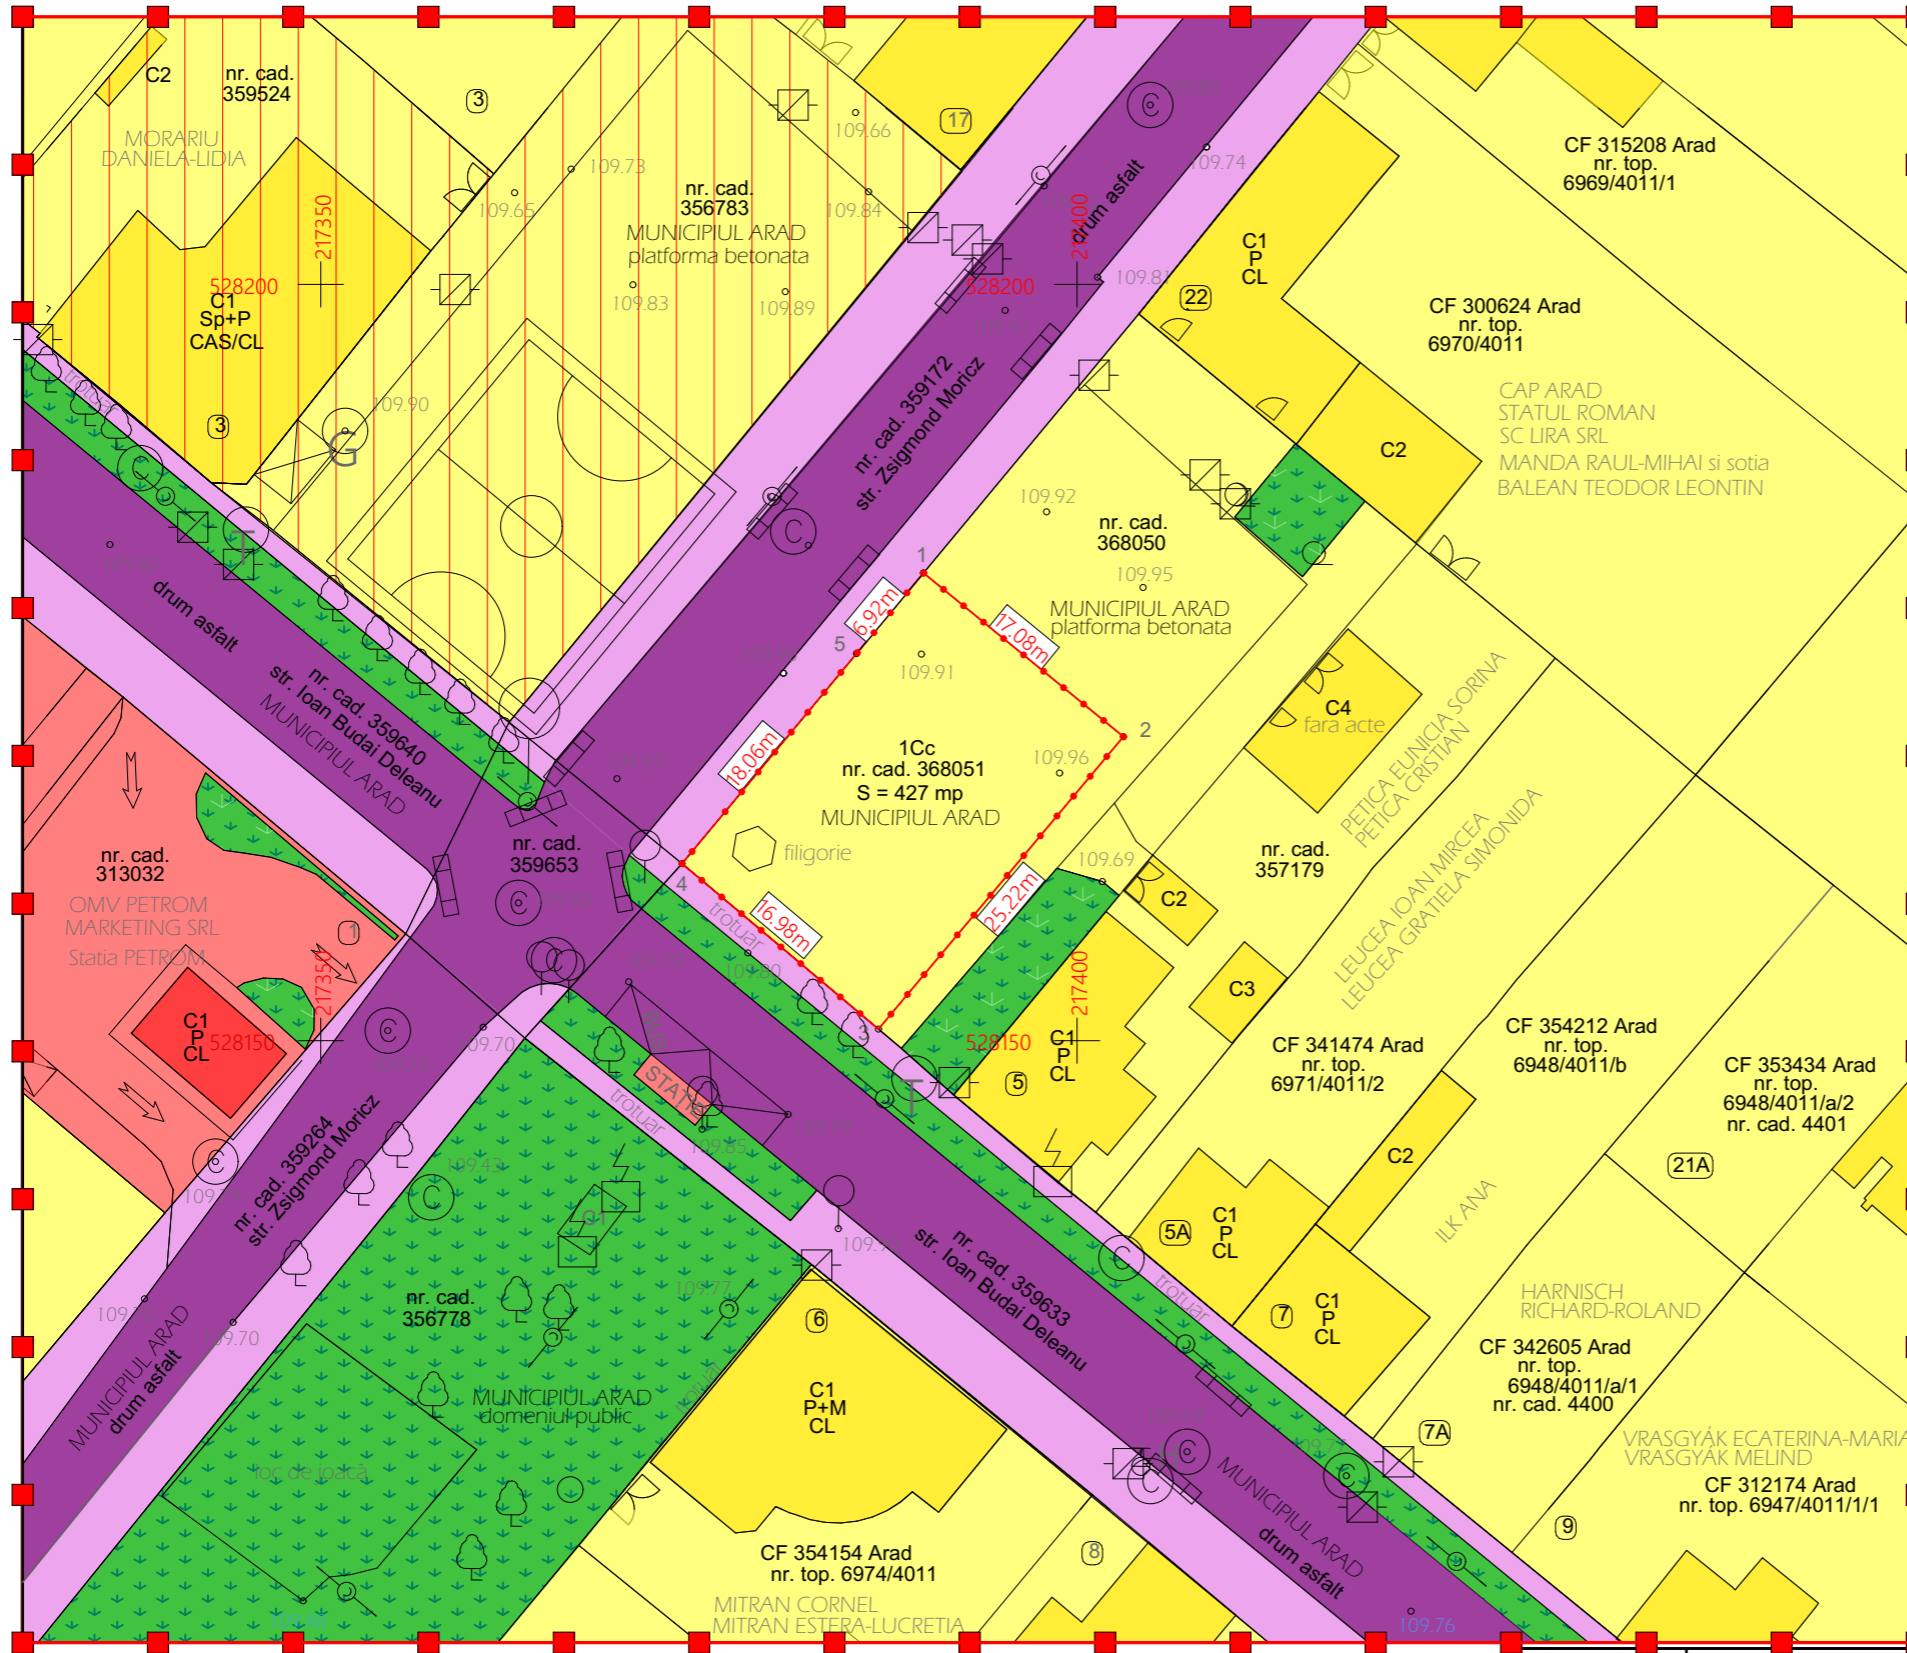 C2
nr. cad.
359524
MORARIU
DANIELA-LIDIA
3
17
109.66
109.73
109.65
109.84
109.74
nr. cad.
356783
MUNICIPIUL ARAD
platforma betonata
109.83
109.89
217350
528200
C1
Sp+P
CAS/CL
3
trotuar
109.90
G
T
C
drum asfalt
217400
528200
109.81
22
C1
P
CL
CF 315208 Arad
nr. top.
6969/4011/1
CF 300624 Arad
nr. top.
6970/4011
CAP ARAD
STATUL ROMAN
SC LIRA SRL
MANDA RAUL-MIHAI si sotia
BALEAN TEODOR LEONTIN
C2
nr. cad. 359172
str. Zsigmond Moricz
C
C
109.92
nr. cad.
368050
109.95
MUNICIPIUL ARAD
platforma betonata
1
5
6.92m
17.08m
109.91
18.06m
2
1Cc
nr. cad. 368051
S = 427 mp
MUNICIPIUL ARAD
109.96
filigorie
4
16.98m
25.22m
3
trotuar
109.80
109.69
C4
fara acte
PETICA EUNICIA SORINA
PETICA CRISTIAN
nr. cad.
357179
LEUCEA IOAN MIRCEA
LEUCEA GRATIELA SIMONIDA
C2
C3
drum asfalt
nr. cad. 359640
str. Ioan Budai Deleanu
MUNICIPIUL ARAD
nr. cad.
359653
C
nr. cad.
313032
OMV PETROM
MARKETING SRL
Statia PETROM
1
217350
528150
C1
P
CL
C
109.70
217400
528150
C1
P
CL
5
T
STATIE
trotuar
109.85
CF 341474 Arad
nr. top.
6971/4011/2
CF 354212 Arad
nr. top.
6948/4011/b
CF 353434 Arad
nr. top.
6948/4011/a/2
nr. cad. 4401
21A
C2
ILK ANA
5A
C1
P
CL
7
C1
P
CL
nr. cad. 359264
str. Zsigmond Moricz
C
109.43
C
109.70
MUNICIPIUL ARAD
drum asfalt
nr. cad.
356778
109.77
MUNICIPIUL ARAD
domeniul public
loc de joacă
trotuar
6
C1
P+M
CL
nr. cad. 359633
str. Ioan Budai Deleanu
C
trotuar
HARNISCH
RICHARD-ROLAND
CF 342605 Arad
nr. top.
6948/4011/a/1
nr. cad. 4400
7A
VRASGYÁK ECATERINA-MARIA
VRASGYÁK MELIND
CF 312174 Arad
nr. top. 6947/4011/1/1
9
C
C
C
MUNICIPIUL ARAD
drum asfalt
8
CF 354154 Arad
nr. top. 6974/4011
MITRAN CORNEL
MITRAN ESTERA-LUCRETIA
109.76